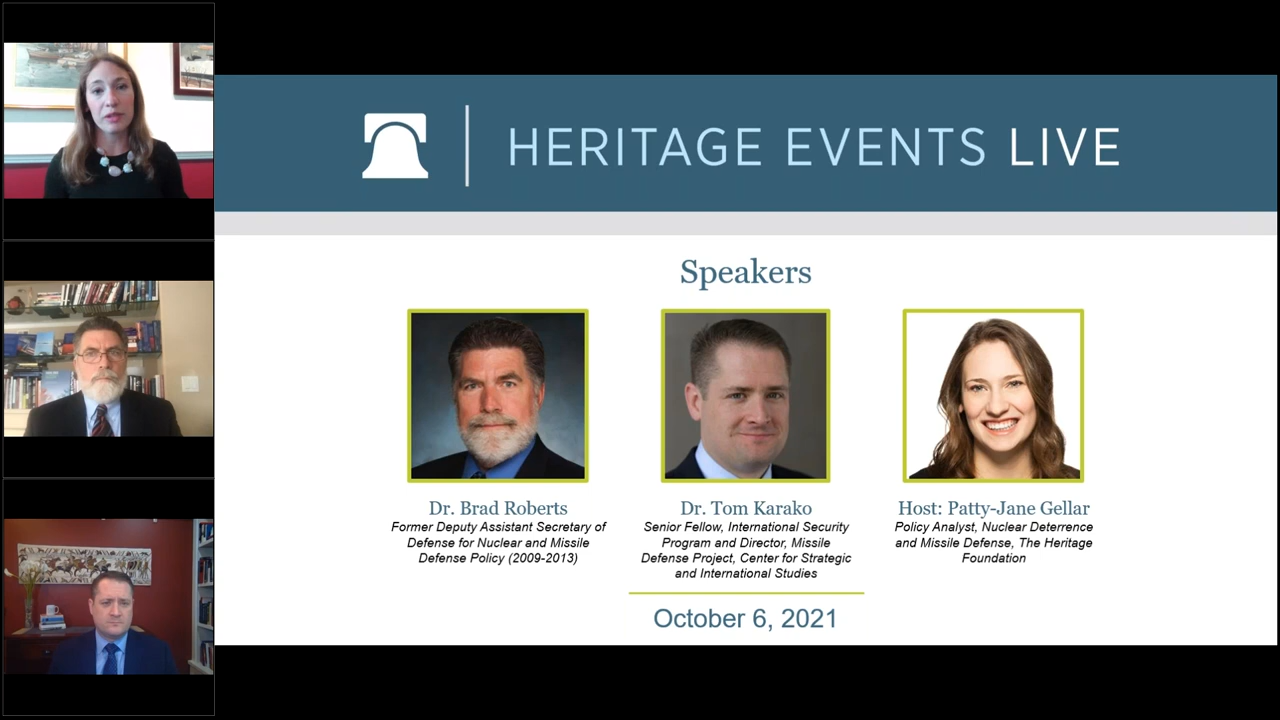 HERITAGE EVENTS LIVE
Speakers
Dr. Brad Roberts
Former Deputy Assistant Secretary of
Defense for Nuclear and Missile
Defense Policy (2009-2013)
Dr. Tom Karako
Senior Fellow, International Security
Program and Director, Missile
Defense Project, Center for Strategic
and International Studies
Host: Patty-Jane Gellar
Policy Analyst, Nuclear Deterrence
and Missile Defense, The Heritage
Foundation
October 6, 2021